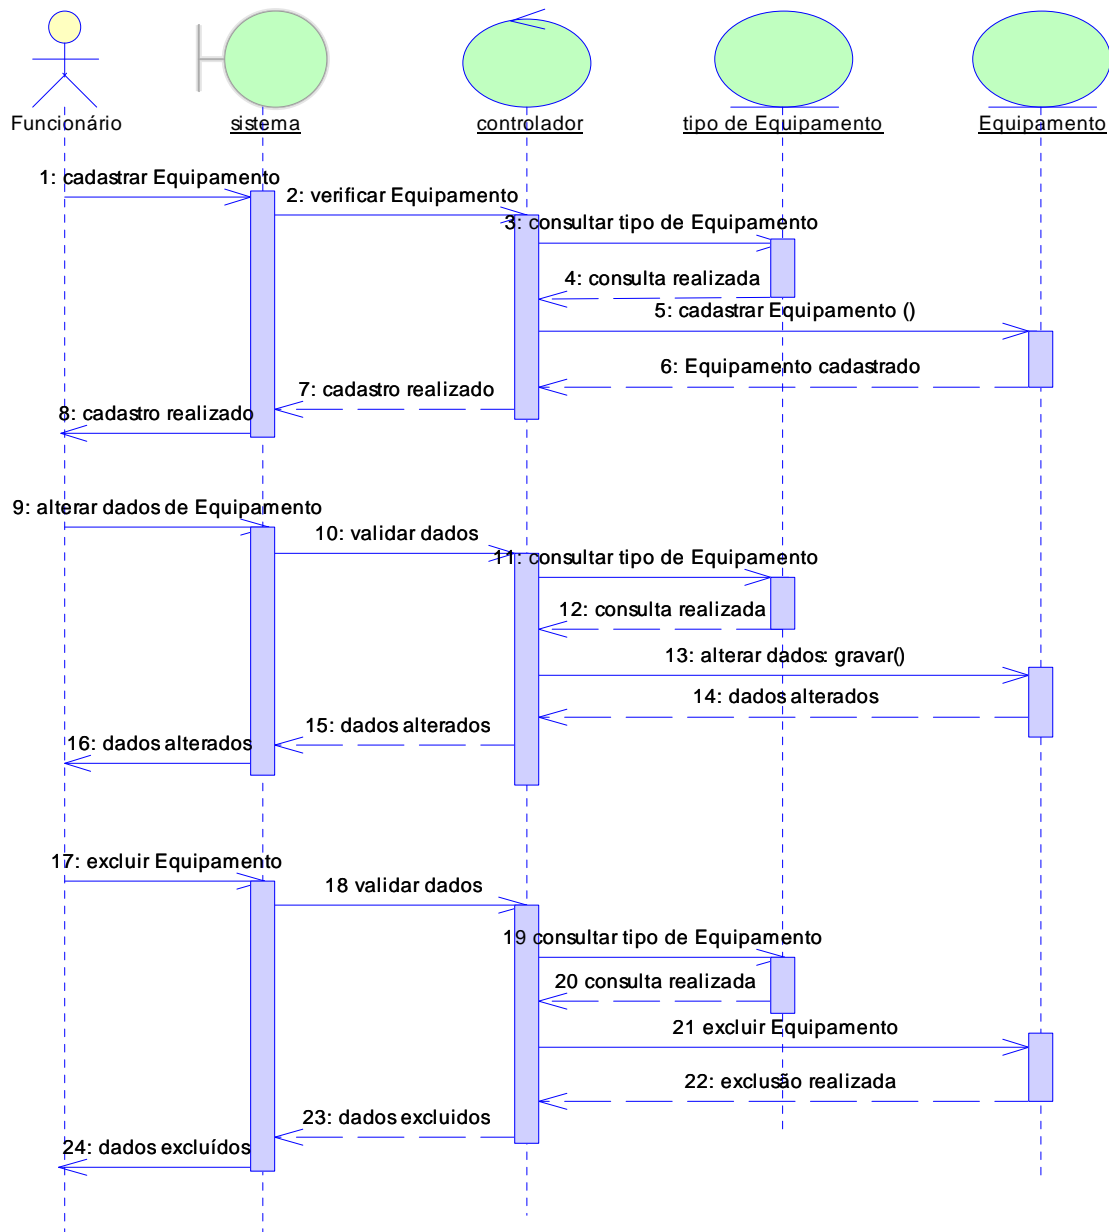 Funcionário
sistema
controlador
tipo de Equipamento
Equipamento
1: cadastrar Equipamento
2: verificar Equipamento
3: consultar tipo de Equipamento
4: consulta realizada
5: cadastrar Equipamento ()
6: Equipamento cadastrado
7: cadastro realizado
8: cadastro realizado
9: alterar dados de Equipamento
10: validar dados
11: consultar tipo de Equipamento
12: consulta realizada
13: alterar dados: gravar()
14: dados alterados
15: dados alterados
16: dados alterados
17: excluir Equipamento
18 validar dados
19 consultar tipo de Equipamento
20 consulta realizada
21 excluir Equipamento
22: exclusão realizada
23: dados excluidos
24: dados excluídos